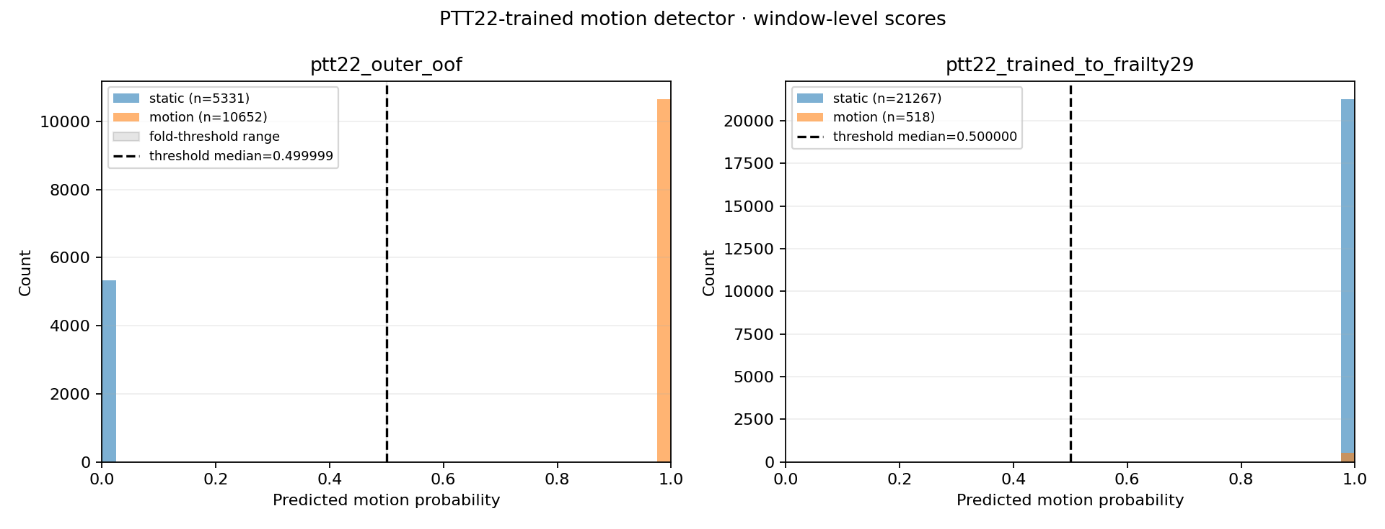 PTT22-trained motion detector · window-level scores
ptt22_outer_oof
static (n=5331)
motion (n=10652)
fold-threshold range
threshold median=0.499999
10000
8000
6000
4000
2000
0
Count
0.0 0.2 0.4 0.6 0.8 1.0
Predicted motion probability
ptt22_trained_to_frailty29
static (n=21267)
motion (n=518)
threshold median=0.500000
20000
17500
15000
12500
10000
7500
5000
2500
0
Count
0.0 0.2 0.4 0.6 0.8 1.0
Predicted motion probability